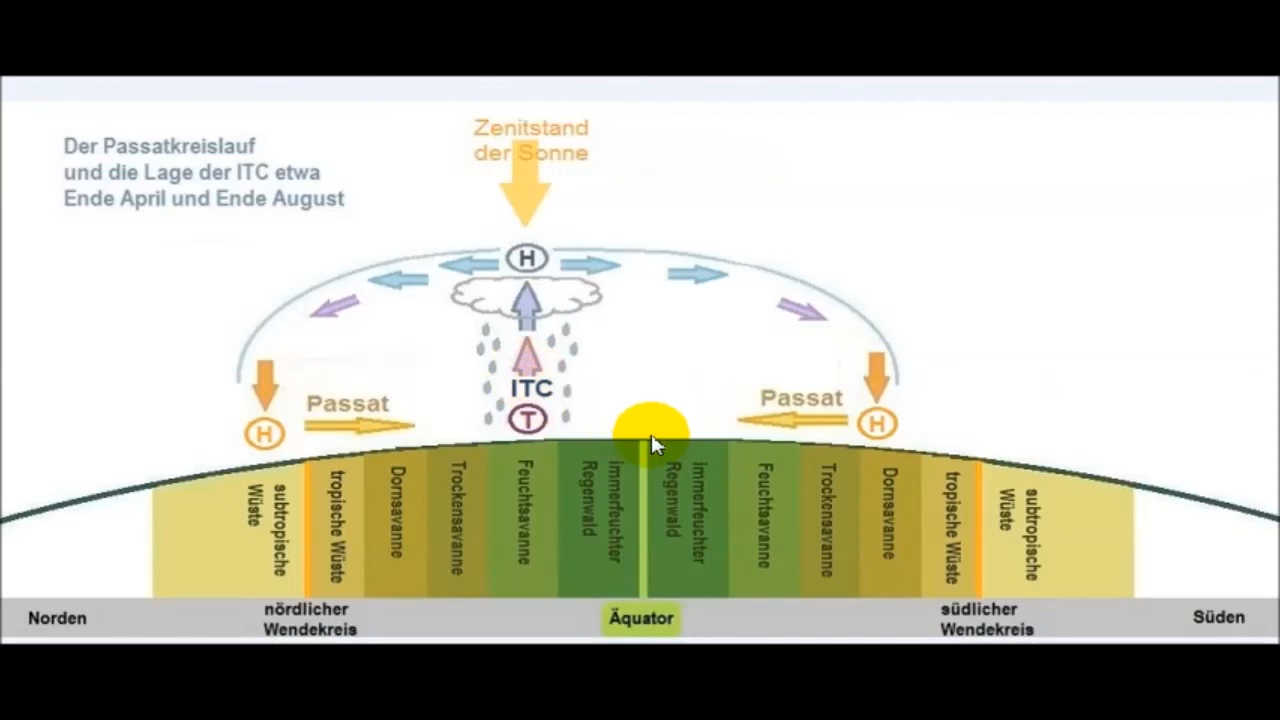 Der Passatkreislauf
und die Lage der ITC etwa
Ende April und Ende August
Zenitstand
der Sonne
H
ITC
T
Passat
H
Passat
H
subtropische
Wüste
tropische Wüste
Dornsavanne
Trockensavanne
Feuchtsavanne
immerfeuchter
Regenwald
immerfeuchter
Regenwald
Feuchtsavanne
Trockensavanne
Dornsavanne
tropische Wüste
subtropische
Wüste
Norden
nördlicher
Wendekreis
Äquator
südlicher
Wendekreis
Süden